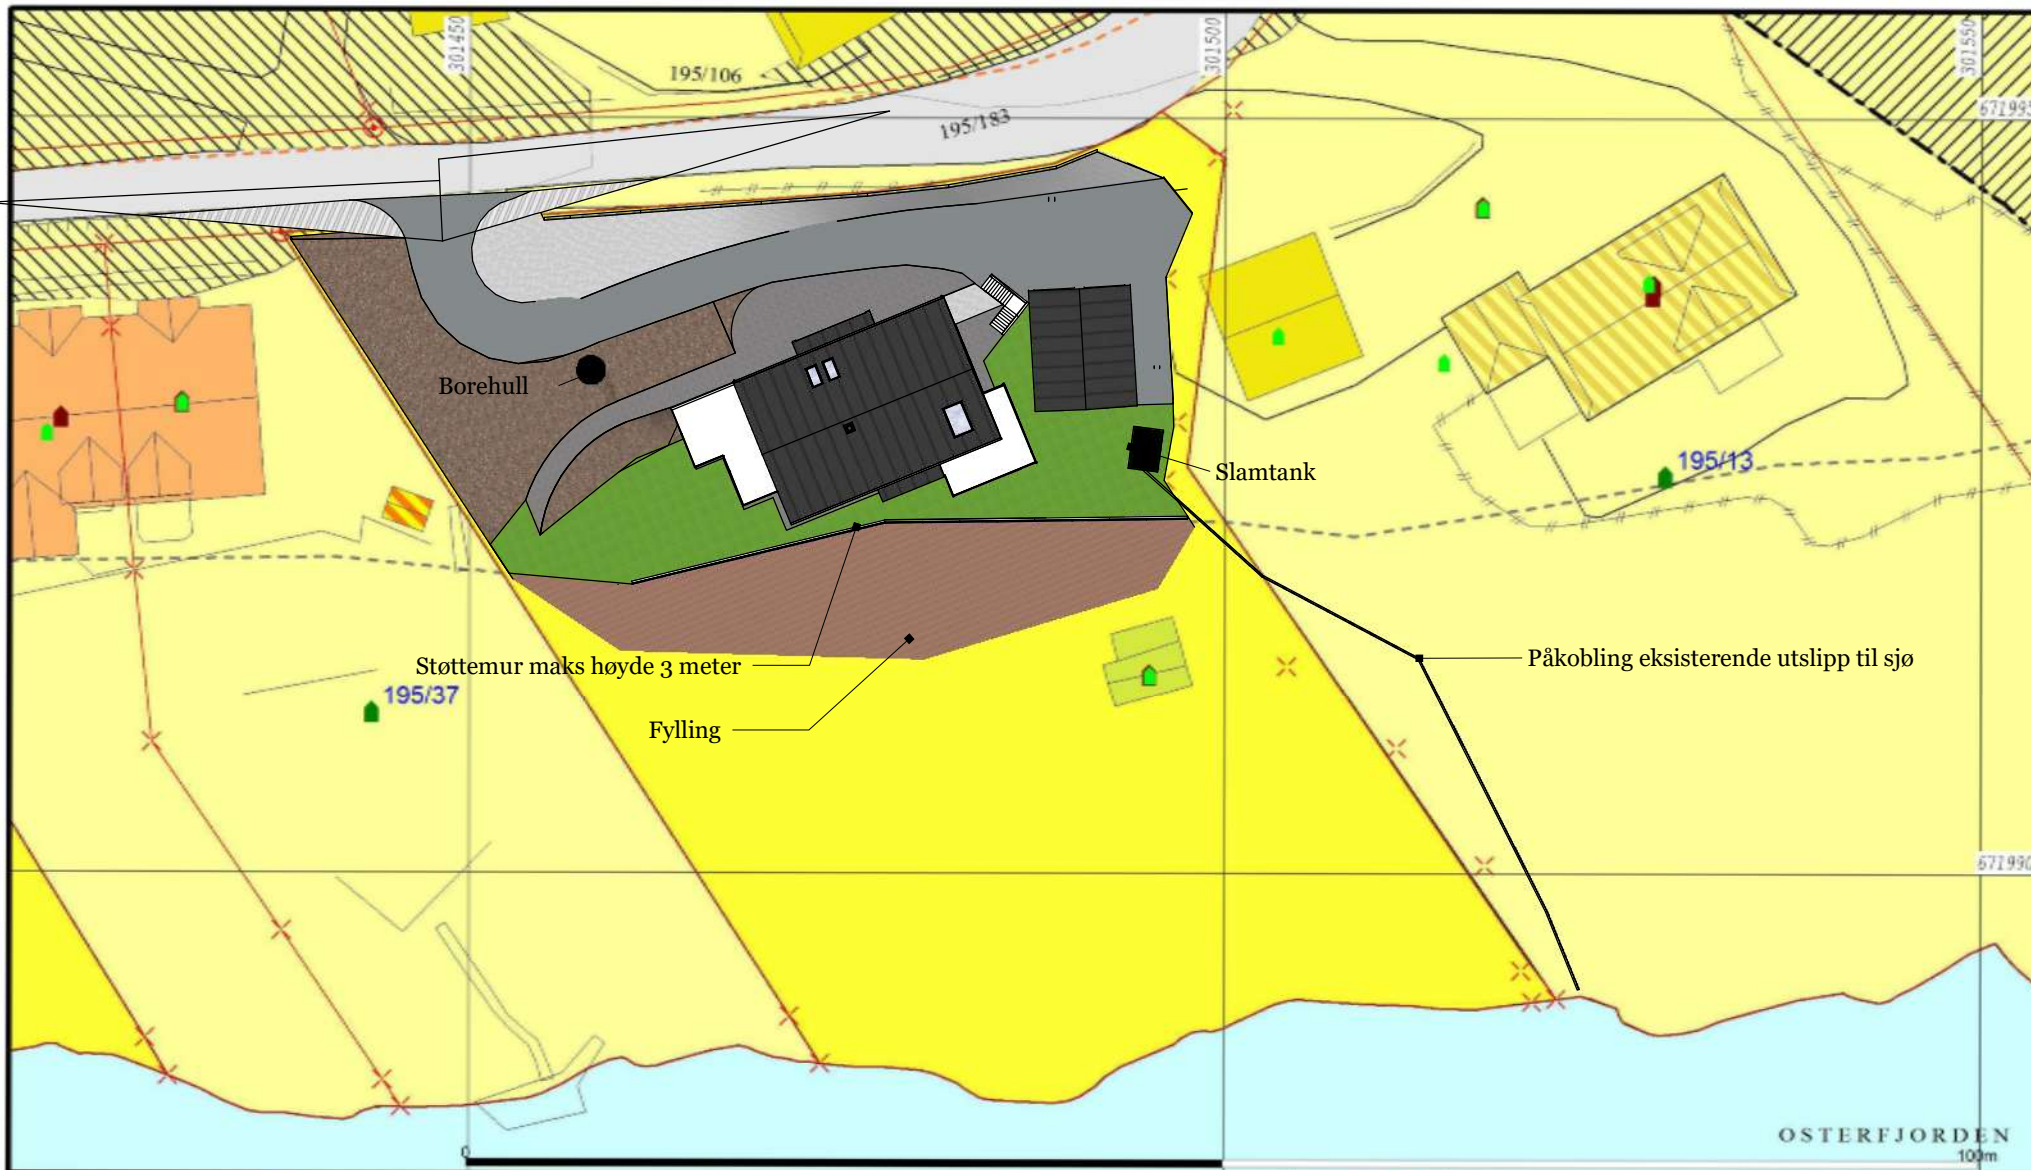 301450
301500
301550
195/106
671995
195/183
Borehull
Slamtank
195/13
Støttemur maks høyde 3 meter
Påkobling eksisterende utslipp til sjø
195/37
Fylling
671990
OSTERFJORDEN
0
100m